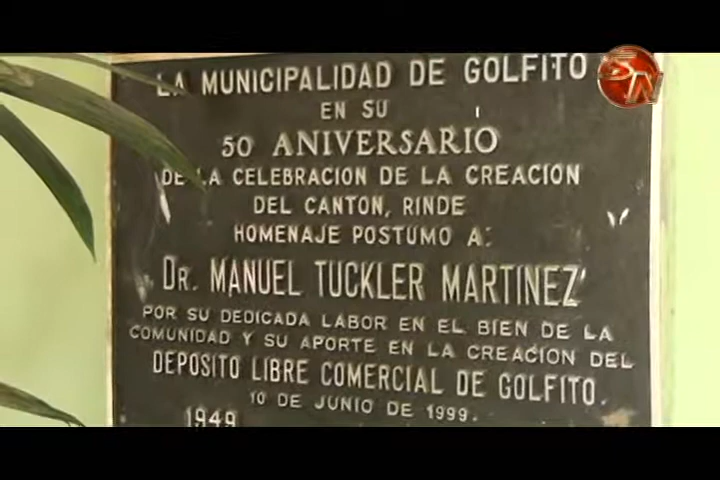 LA MUNICIPALIDAD DE GOLFITO
EN SU
50 ANIVERSARIO
DE LA CELEBRACION DE LA CREACION
DEL CANTON, RINDE
HOMENAJE POSTUMO A:
DR. MANUEL TUCKLER MARTINEZ
POR SU DEDICADA LABOR EN EL BIEN DE LA
COMUNIDAD Y SU APORTE EN LA CREACION DEL
DEPOSITO LIBRE COMERCIAL DE GOLFITO.
10 DE JUNIO DE 1999.
1949